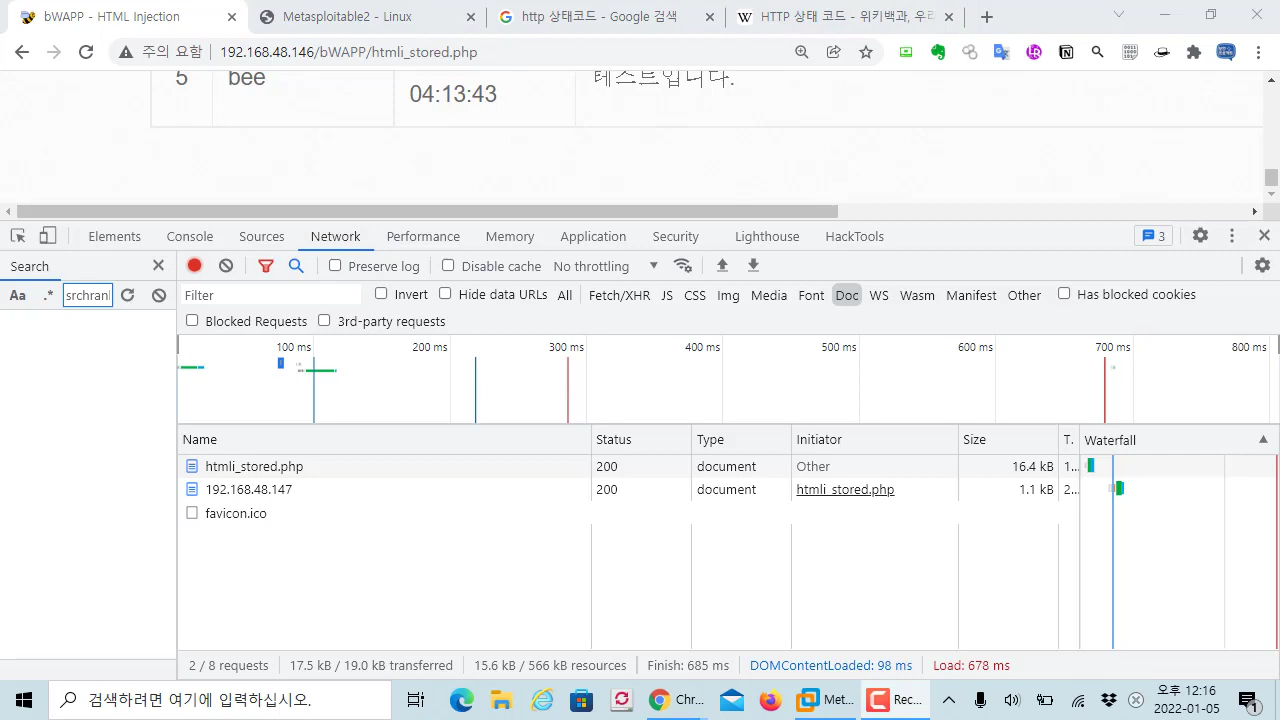 bWAPP - HTML Injection
Metasploitable2 - Linux
http 상태코드 - Google 검색
HTTP 상태 코드 - 위키백과, 우리
주의 요함 192.168.48.146/bWAPP/htmli_stored.php
5 bee 테스트입니다.
04:13:43
Elements Console Sources Network Performance Memory Application Security Lighthouse HackTools 3
Search Preserve log Disable cache No throttling
Aa .* srchranl Filter Invert Hide data URLs All Fetch/XHR JS CSS Img Media Font Doc WS Wasm Manifest Other Has blocked cookies
Blocked Requests 3rd-party requests
100 ms 200 ms 300 ms 400 ms 500 ms 600 ms 700 ms 800 ms
Name Status Type Initiator Size T. Waterfall
htmli_stored.php 200 document Other 16.4 kB 1...
192.168.48.147 200 document htmli_stored.php 1.1 kB 2...
favicon.ico
2 / 8 requests 17.5 kB / 19.0 kB transferred 15.6 kB / 566 kB resources Finish: 685 ms DOMContentLoaded: 98 ms Load: 678 ms
검색하려면 여기에 입력하십시오. Chr... Met... Rec... 오후 12:16
2022-01-05 1